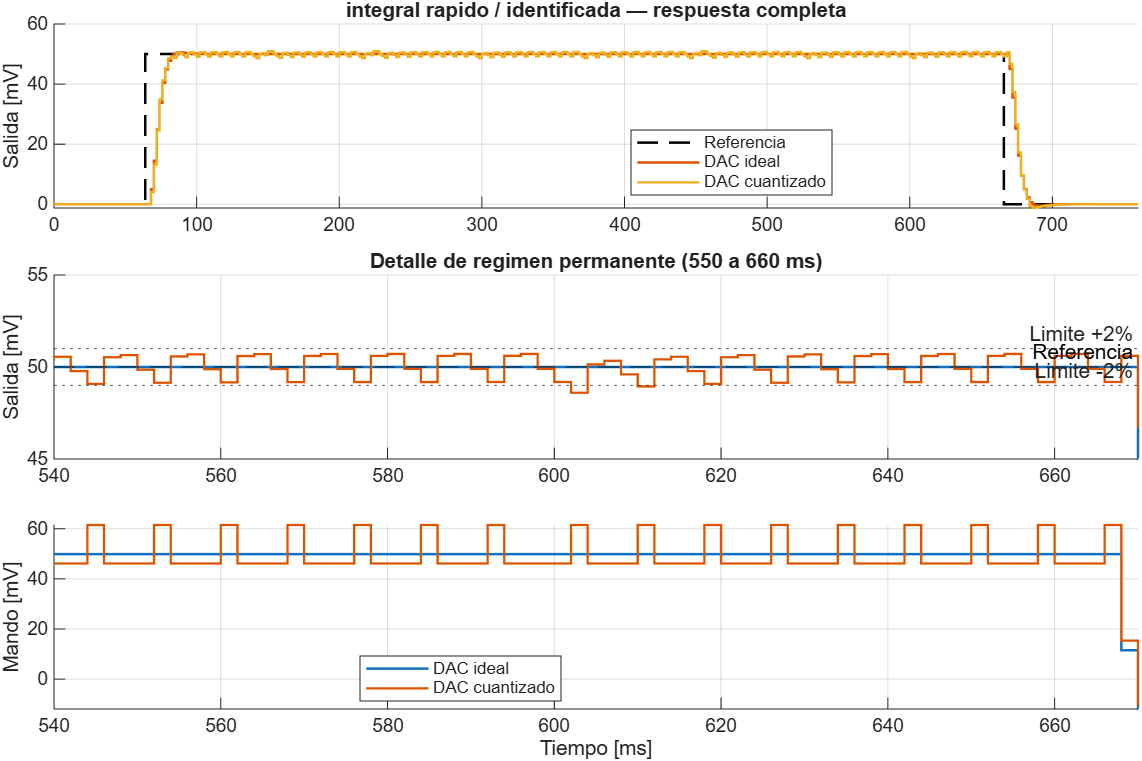 integral rapido / identificada — respuesta completa
60
40
20
0
Salida [mV]
Referencia
DAC ideal
DAC cuantizado
0 100 200 300 400 500 600 700
Detalle de regimen permanente (550 a 660 ms)
55
50
45
Salida [mV]
Limite +2%
Referencia
Limite -2%
540 560 580 600 620 640 660
60
40
20
0
Mando [mV]
DAC ideal
DAC cuantizado
540 560 580 600 620 640 660
Tiempo [ms]